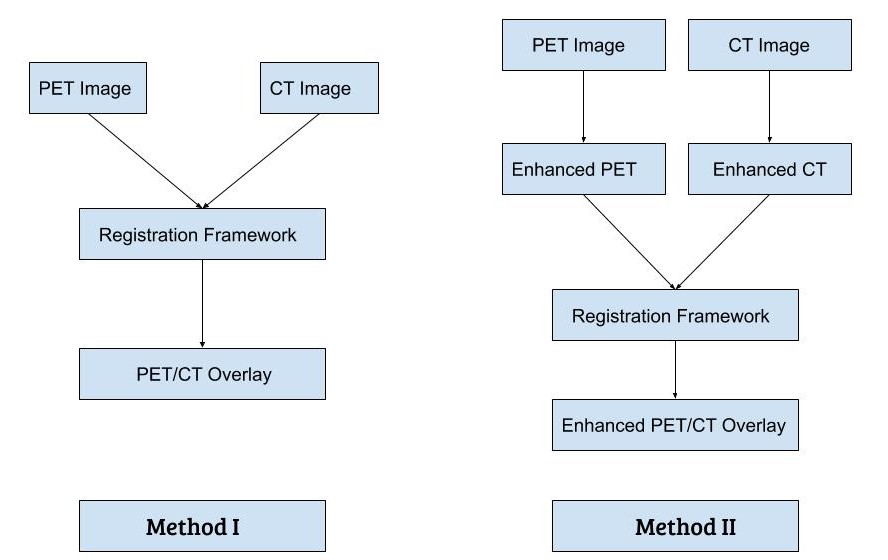 PET Image
CT Image
Registration Framework
PET/CT Overlay
Method I
PET Image
CT Image
Enhanced PET
Enhanced CT
Registration Framework
Enhanced PET/CT Overlay
Method II